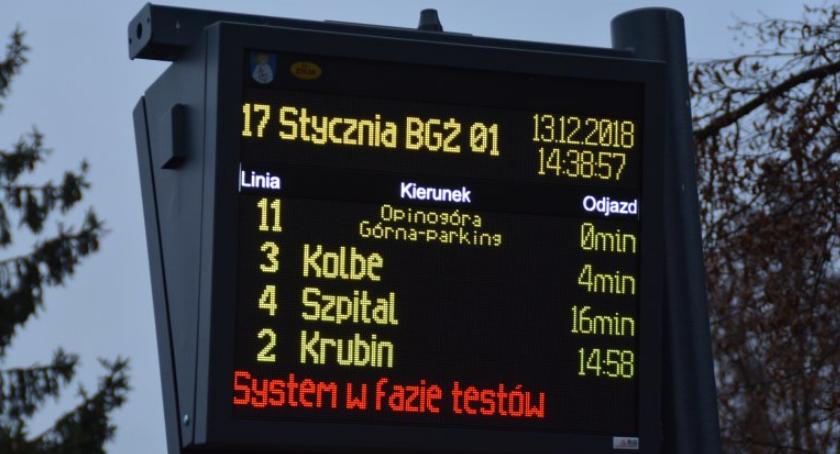 17 Stycznia BGŻ 01 13.12.2018
14:38:57
Linia Kierunek Odjazd
11 Opinogóra
Górna-parking 0min
3 Kolbe 4min
4 Szpital 16min
2 Krubin 14:58
System w fazie testów